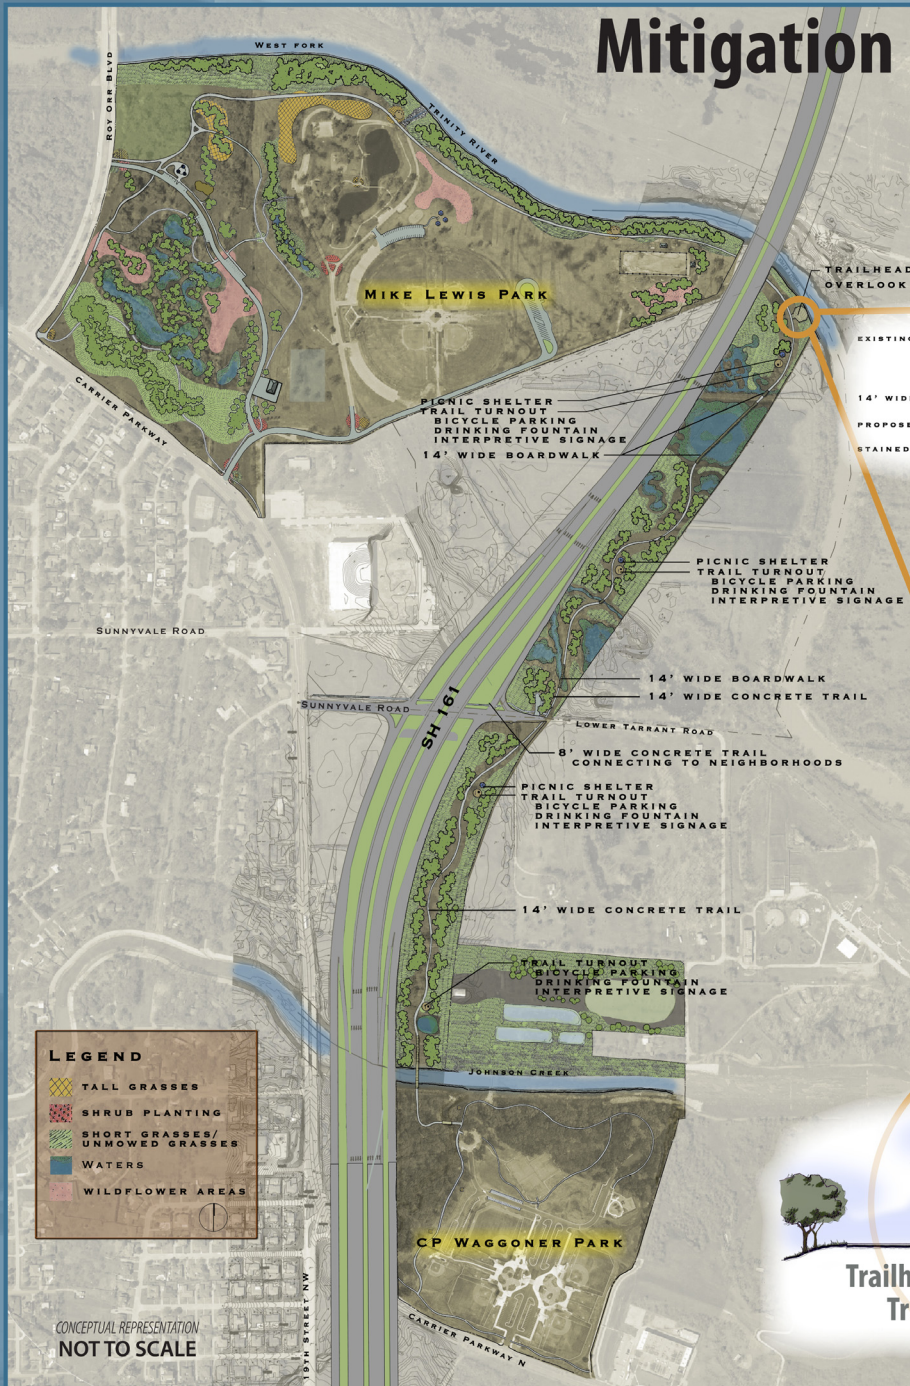 Mitigation
WEST FORK
TRINITY RIVER
ROY ORR BLVD
TRAILHEAD
OVERLOOK
MIKE LEWIS PARK
EXISTING
CARRIER PARKWAY
14' WIDE
PROPOSE
STAINED
PICNIC SHELTER
TRAIL TURNOUT
BICYCLE PARKING
DRINKING FOUNTAIN
INTERPRETIVE SIGNAGE
14' WIDE BOARDWALK
PICNIC SHELTER
TRAIL TURNOUT
BICYCLE PARKING
DRINKING FOUNTAIN
INTERPRETIVE SIGNAGE
SUNNYVALE ROAD
14' WIDE BOARDWALK
14' WIDE CONCRETE TRAIL
SUNNYVALE ROAD
SH 161
LOWER TARRANT ROAD
8' WIDE CONCRETE TRAIL
CONNECTING TO NEIGHBORHOODS
PICNIC SHELTER
TRAIL TURNOUT
BICYCLE PARKING
DRINKING FOUNTAIN
INTERPRETIVE SIGNAGE
14' WIDE CONCRETE TRAIL
TRAIL TURNOUT
BICYCLE PARKING
DRINKING FOUNTAIN
INTERPRETIVE SIGNAGE
JOHNSON CREEK
LEGEND
TALL GRASSES
SHRUB PLANTING
SHORT GRASSES/
UNMOWED GRASSES
WATERS
WILDFLOWER AREAS
CP WAGGONER PARK
CARRIER PARKWAY N
19TH STREET NW
CONCEPTUAL REPRESENTATION
NOT TO SCALE
Trailh
Tr